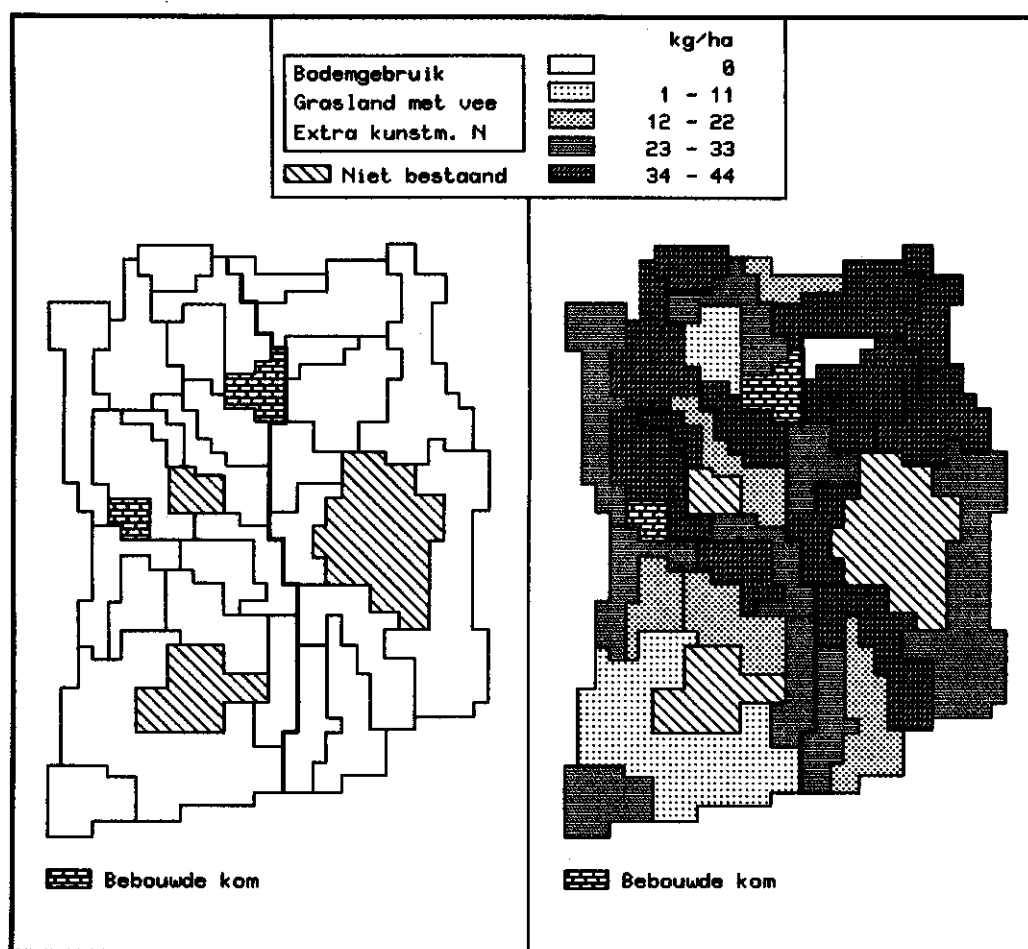 kg/ha
Bodemgebruik
Grasland met vee
Extra kunstm. N
Niet bestaand
0
1 - 11
12 - 22
23 - 33
34 - 44
Bebouwde kom
Bebouwde kom